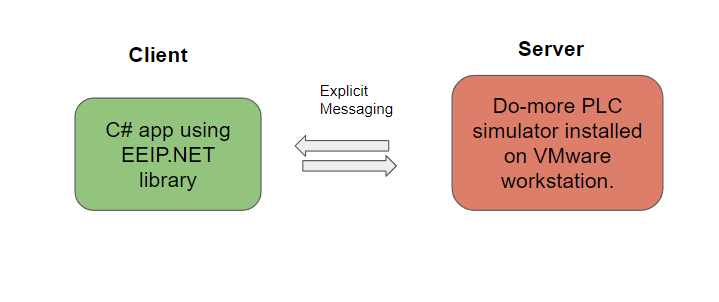 Client
Server
Explicit
Messaging
C# app using
EEIP.NET
library
Do-more PLC
simulator installed
on VMware
workstation.